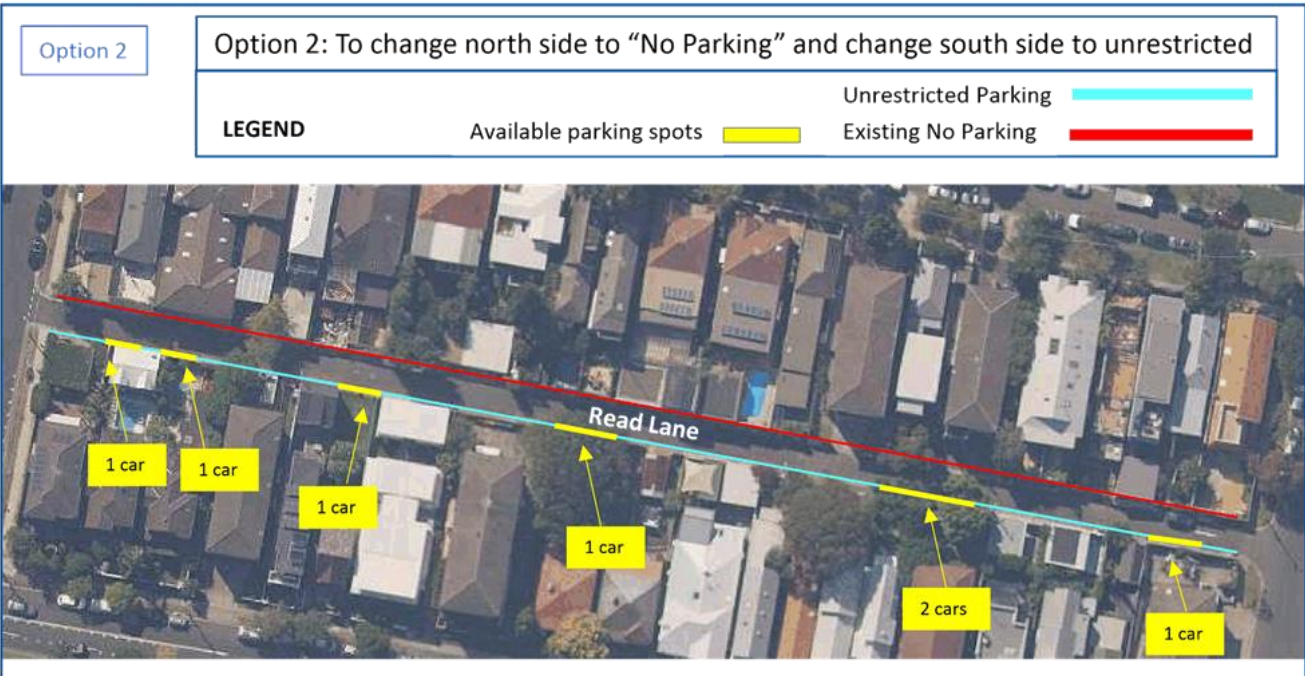 Option 2
Option 2: To change north side to “No Parking” and change south side to unrestricted
LEGEND
Available parking spots
Unrestricted Parking
Existing No Parking
Read Lane
1 car
1 car
1 car
1 car
2 cars
1 car